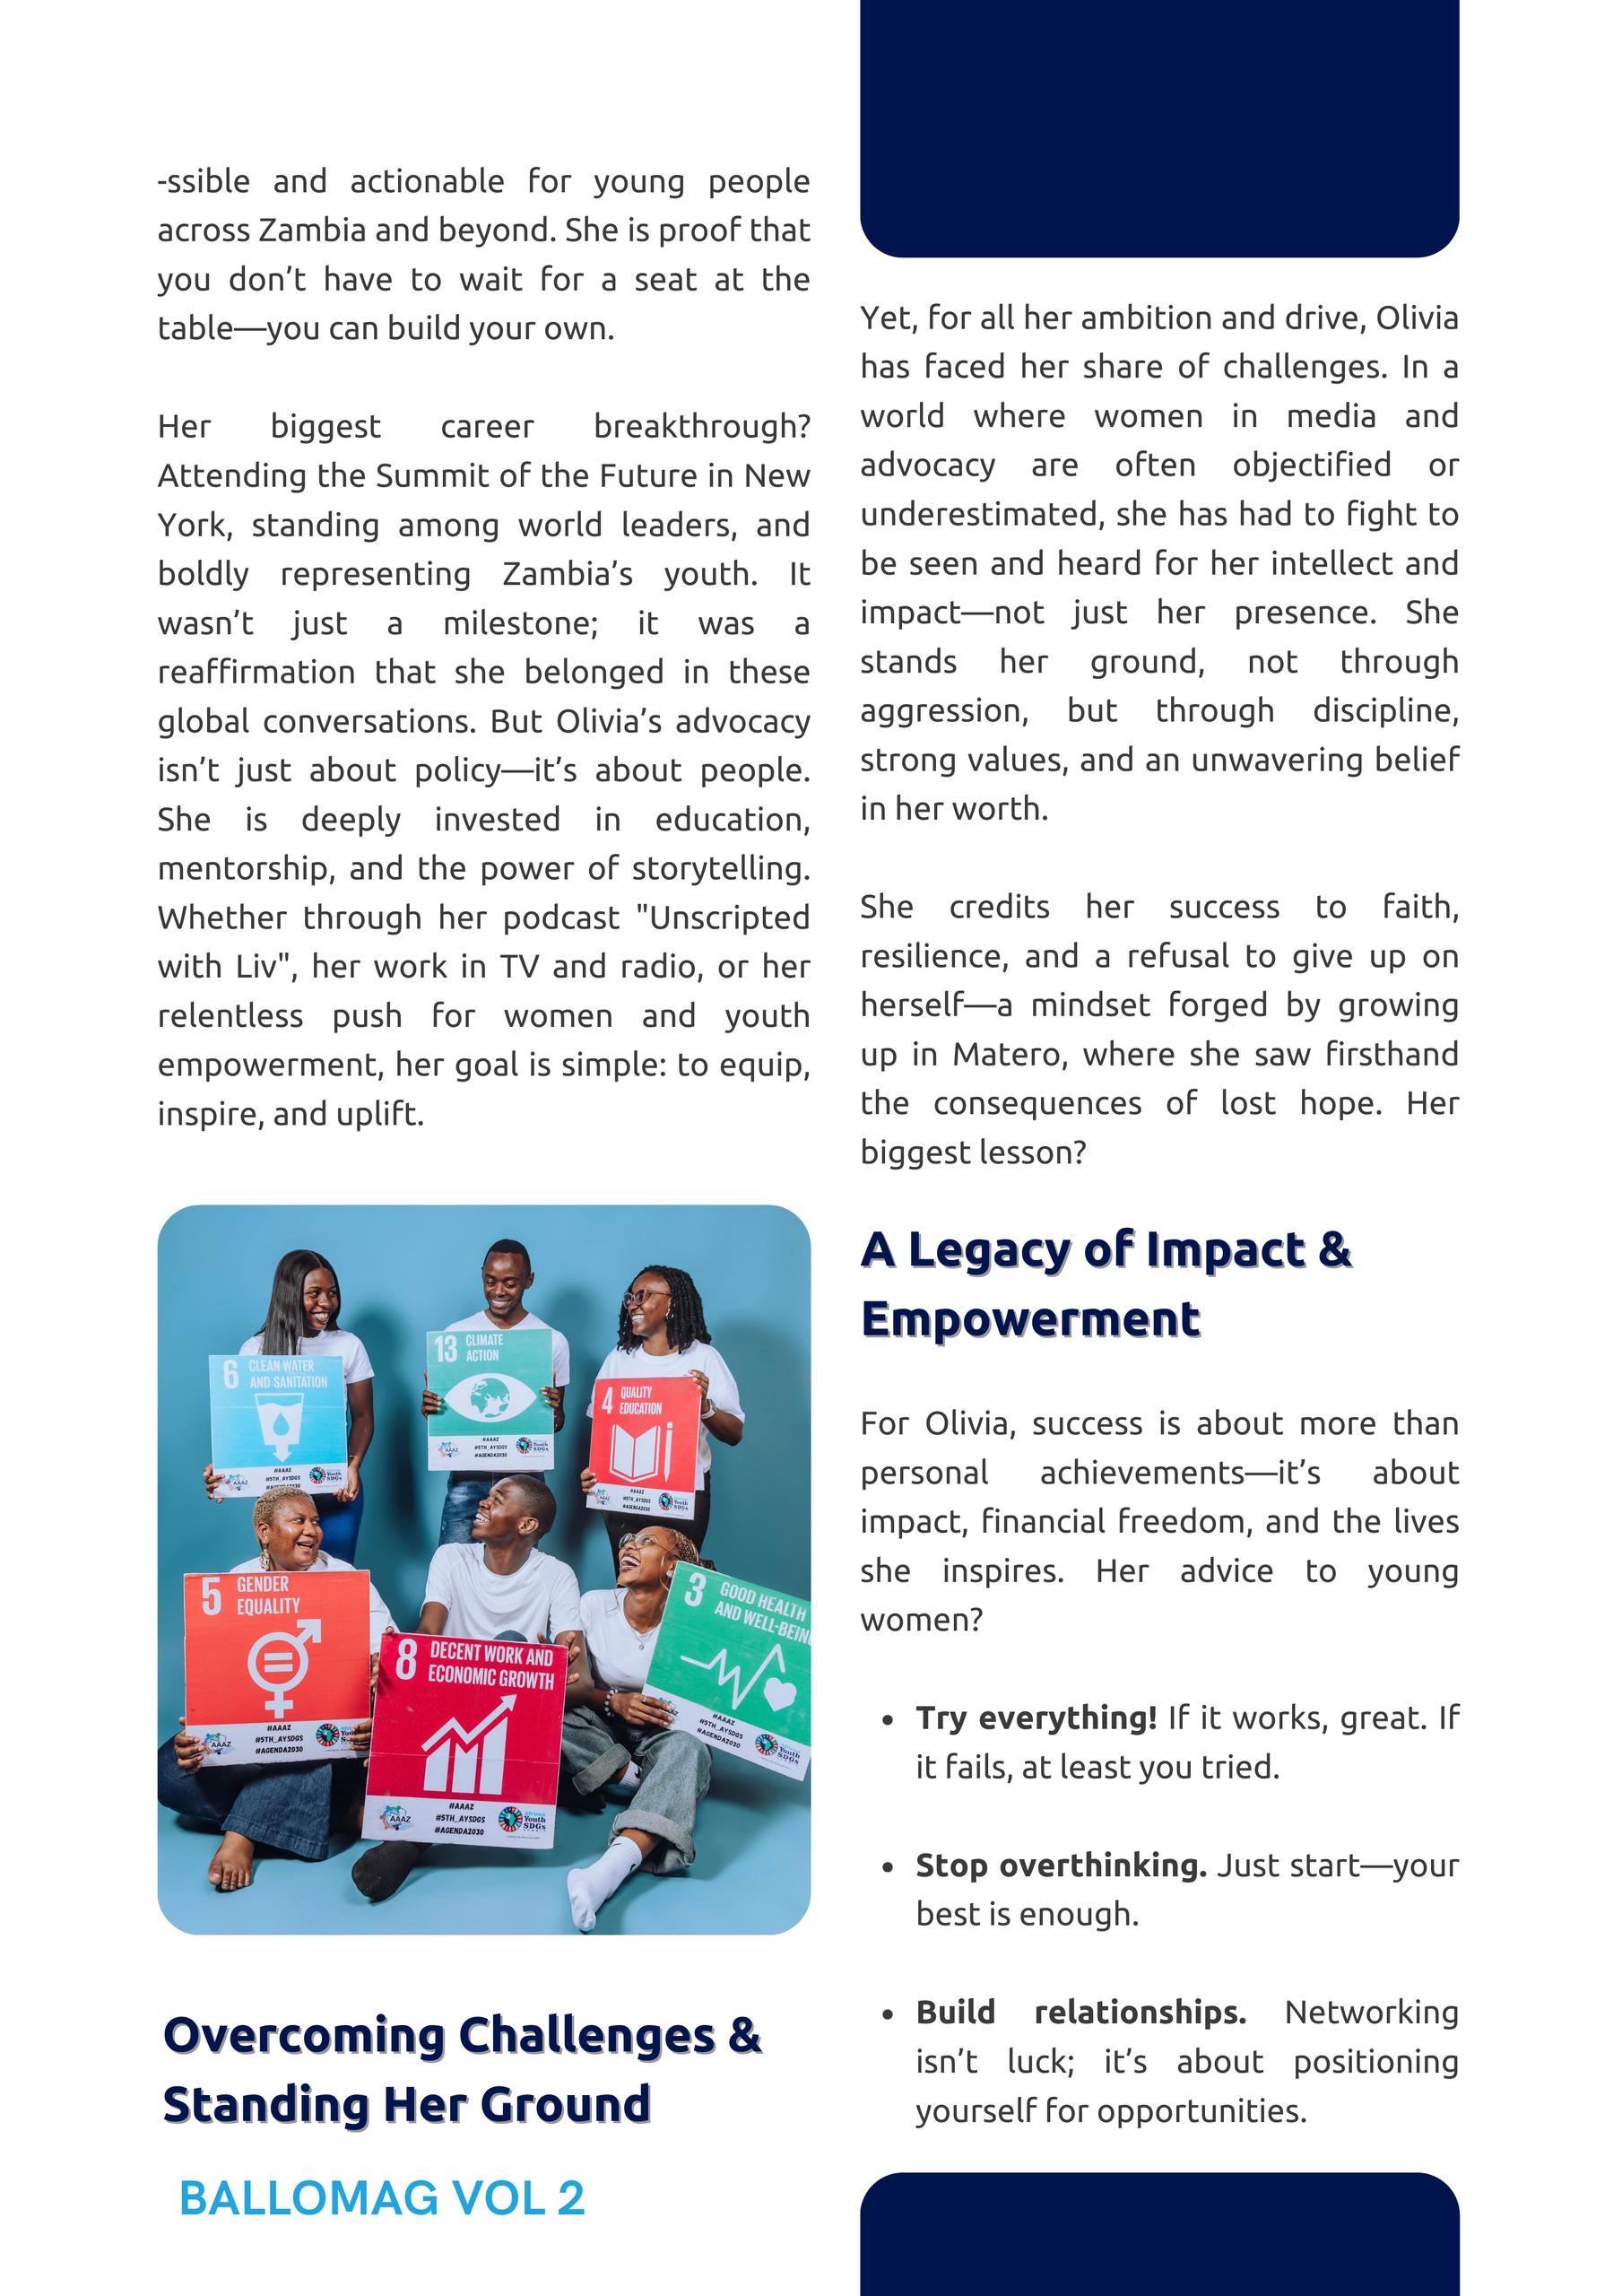 -ssible and actionable for young people
across Zambia and beyond. She is proof that
you don’t have to wait for a seat at the
table—you can build your own.
Her biggest career breakthrough?
Attending the Summit of the Future in New
York, standing among world leaders, and
boldly representing Zambia’s youth. It
wasn’t just a milestone; it was a
reaffirmation that she belonged in these
global conversations. But Olivia’s advocacy
isn’t just about policy—it’s about people.
She is deeply invested in education,
mentorship, and the power of storytelling.
Whether through her podcast "Unscripted
with Liv", her work in TV and radio, or her
relentless push for women and youth
empowerment, her goal is simple: to equip,
inspire, and uplift.
6 CLEAN WATER
AND SANITATION
#AAAZ
#5TH_AYSDGS
#AGENDA2030
13 CLIMATE
ACTION
AAAZ
#AAAZ
#5TH_AYSDGS
#AGENDA2030
Youth
SDGs
4 QUALITY
EDUCATION
#AAAZ
#5TH_AYSDGS
#AGENDA2030
Youth
SDGs
5 GENDER
EQUALITY
AAAZ
#AAAZ
#5TH_AYSDGS
#AGENDA2030
8 DECENT WORK AND
ECONOMIC GROWTH
AAAZ
#AAAZ
#5TH_AYSDGS
#AGENDA2030
African
Youth
SDGs
3 GOOD HEALTH
AND WELL-BEIN
#AAAZ
#5TH_AYSDGS
#AGENDA2030
Youth
SDGs
Overcoming Challenges &
Standing Her Ground
BALLOMAG VOL 2
Yet, for all her ambition and drive, Olivia
has faced her share of challenges. In a
world where women in media and
advocacy are often objectified or
underestimated, she has had to fight to
be seen and heard for her intellect and
impact—not just her presence. She
stands her ground, not through
aggression, but through discipline,
strong values, and an unwavering belief
in her worth.
She credits her success to faith,
resilience, and a refusal to give up on
herself—a mindset forged by growing
up in Matero, where she saw firsthand
the consequences of lost hope. Her
biggest lesson?
A Legacy of Impact &
Empowerment
For Olivia, success is about more than
personal achievements—it’s about
impact, financial freedom, and the lives
she inspires. Her advice to young
women?
• Try everything! If it works, great. If
it fails, at least you tried.
• Stop overthinking. Just start—your
best is enough.
• Build relationships. Networking
isn’t luck; it’s about positioning
yourself for opportunities.